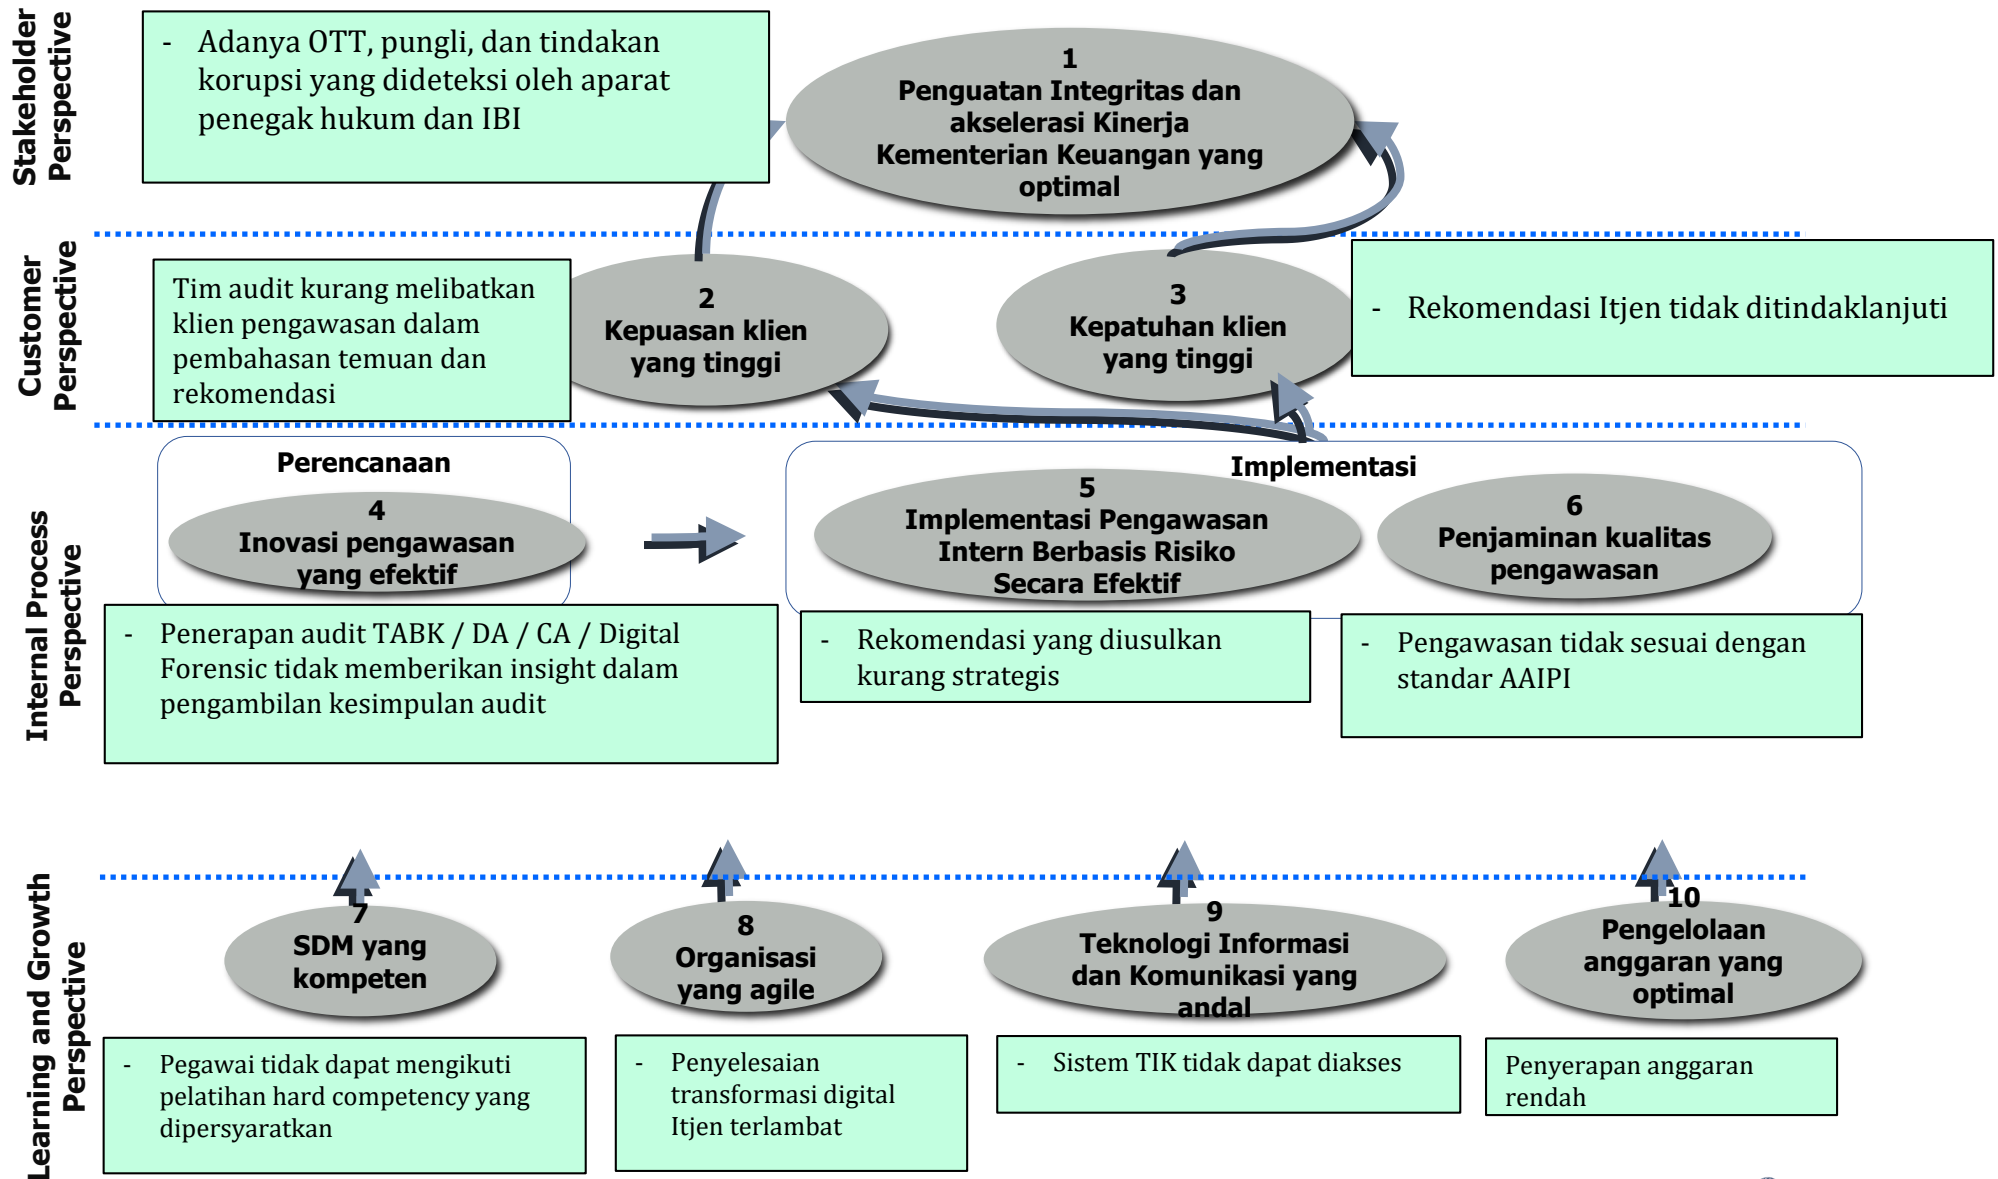 Stakeholder
Perspective
- Adanya OTT, pungli, dan tindakan
korupsi yang dideteksi oleh aparat
penegak hukum dan IBI
1
Penguatan Integritas dan
akselerasi Kinerja
Kementerian Keuangan yang
optimal
Customer
Perspective
Tim audit kurang melibatkan
klien pengawasan dalam
pembahasan temuan dan
rekomendasi
2
Kepuasan klien
yang tinggi
3
Kepatuhan klien
yang tinggi
- Rekomendasi Itjen tidak ditindaklanjuti
Internal Process
Perspective
Perencanaan
4
Inovasi pengawasan
yang efektif
Implementasi
5
Implementasi Pengawasan
Intern Berbasis Risiko
Secara Efektif
6
Penjaminan kualitas
pengawasan
- Penerapan audit TABK / DA / CA / Digital
Forensic tidak memberikan insight dalam
pengambilan kesimpulan audit
- Rekomendasi yang diusulkan
kurang strategis
- Pengawasan tidak sesuai dengan
standar AAIPI
Learning and Growth
Perspective
7
SDM yang
kompeten
8
Organisasi
yang agile
9
Teknologi Informasi
dan Komunikasi yang
andal
10
Pengelolaan
anggaran yang
optimal
- Pegawai tidak dapat mengikuti
pelatihan hard competency yang
dipersyaratkan
- Penyelesaian
transformasi digital
Itjen terlambat
- Sistem TIK tidak dapat diakses
Penyerapan anggaran
rendah